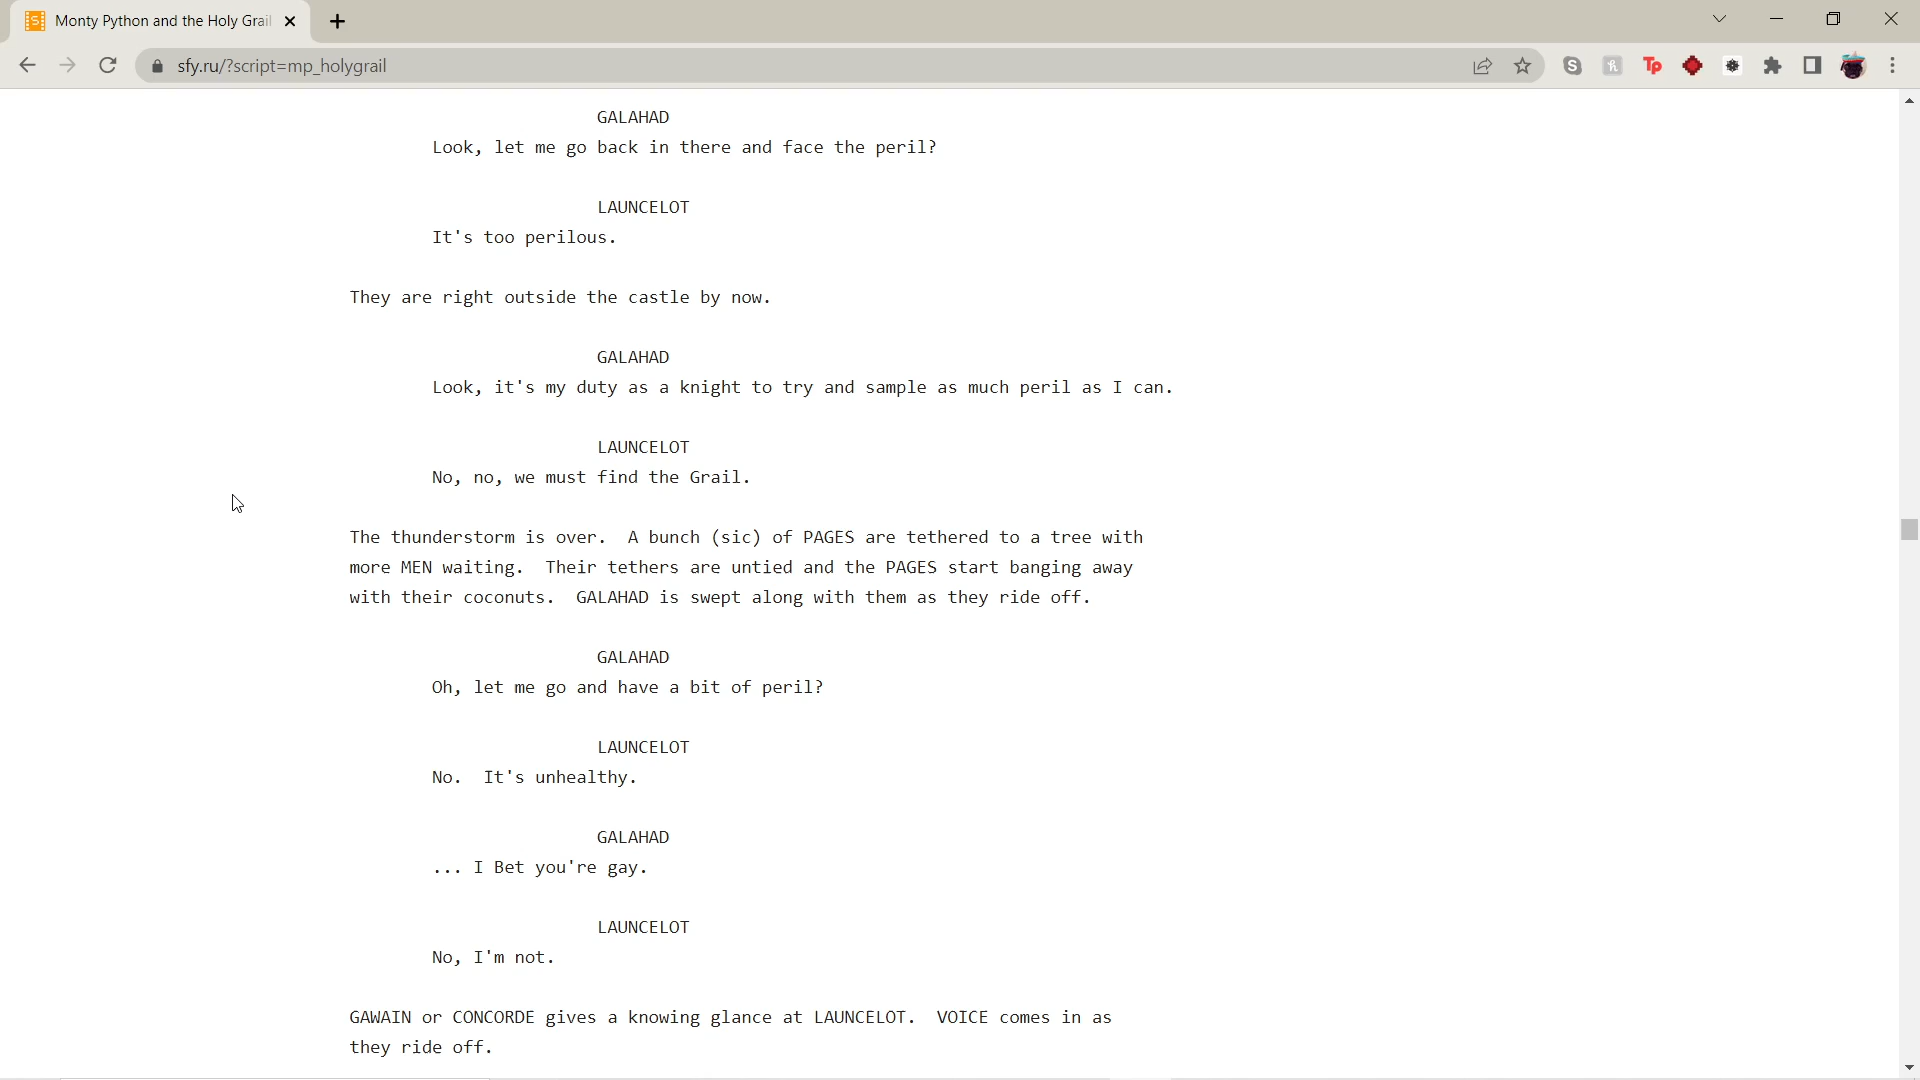 Monty Python and the Holy Grail
sfy.ru/?script=mp_holygrail
GALAHAD
Look, let me go back in there and face the peril?
LAUNCELOT
It's too perilous.
They are right outside the castle by now.
GALAHAD
Look, it's my duty as a knight to try and sample as much peril as I can.
LAUNCELOT
No, no, we must find the Grail.
The thunderstorm is over.  A bunch (sic) of PAGES are tethered to a tree with
more MEN waiting.  Their tethers are untied and the PAGES start banging away
with their coconuts.  GALAHAD is swept along with them as they ride off.
GALAHAD
Oh, let me go and have a bit of peril?
LAUNCELOT
No.  It's unhealthy.
GALAHAD
... I Bet you're gay.
LAUNCELOT
No, I'm not.
GAWAIN or CONCORDE gives a knowing glance at LAUNCELOT.  VOICE comes in as
they ride off.